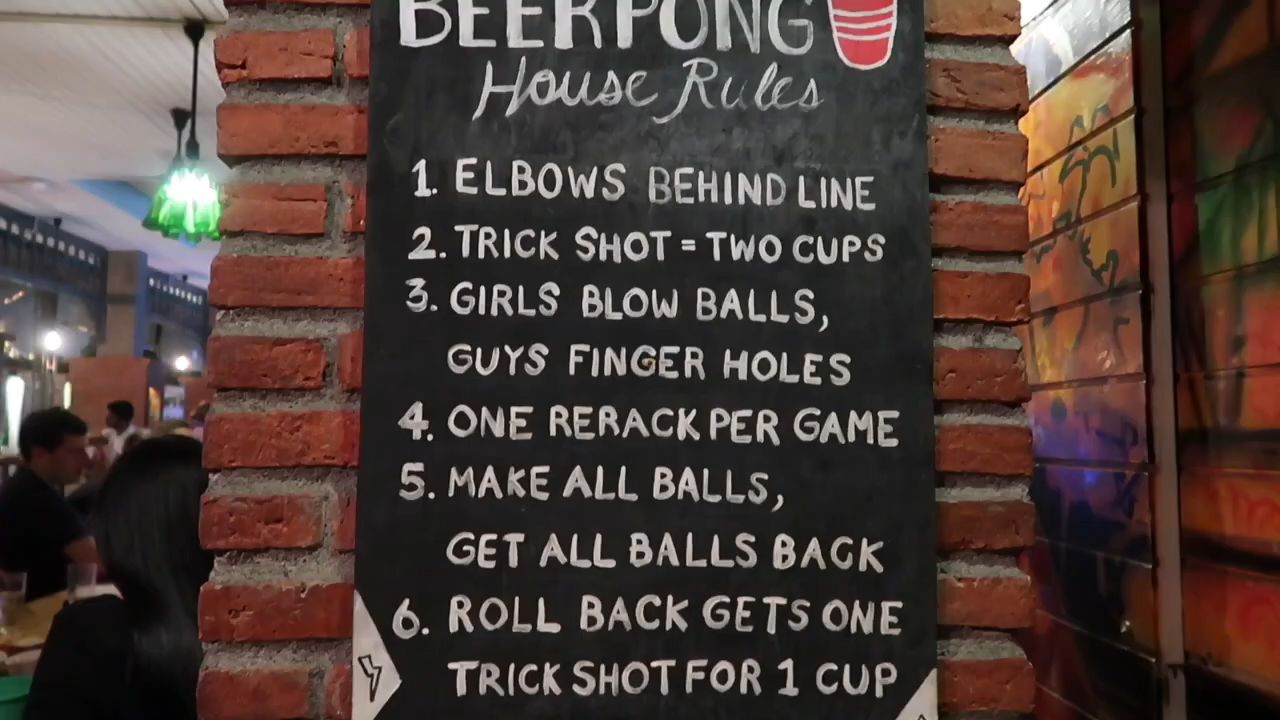 BEERPONG
House Rules
1. ELBOWS BEHIND LINE
2. TRICK SHOT = TWO CUPS
3. GIRLS BLOW BALLS,
GUYS FINGER HOLES
4. ONE RERACK PER GAME
5. MAKE ALL BALLS,
GET ALL BALLS BACK
6. ROLL BACK GETS ONE
TRICK SHOT FOR 1 CUP